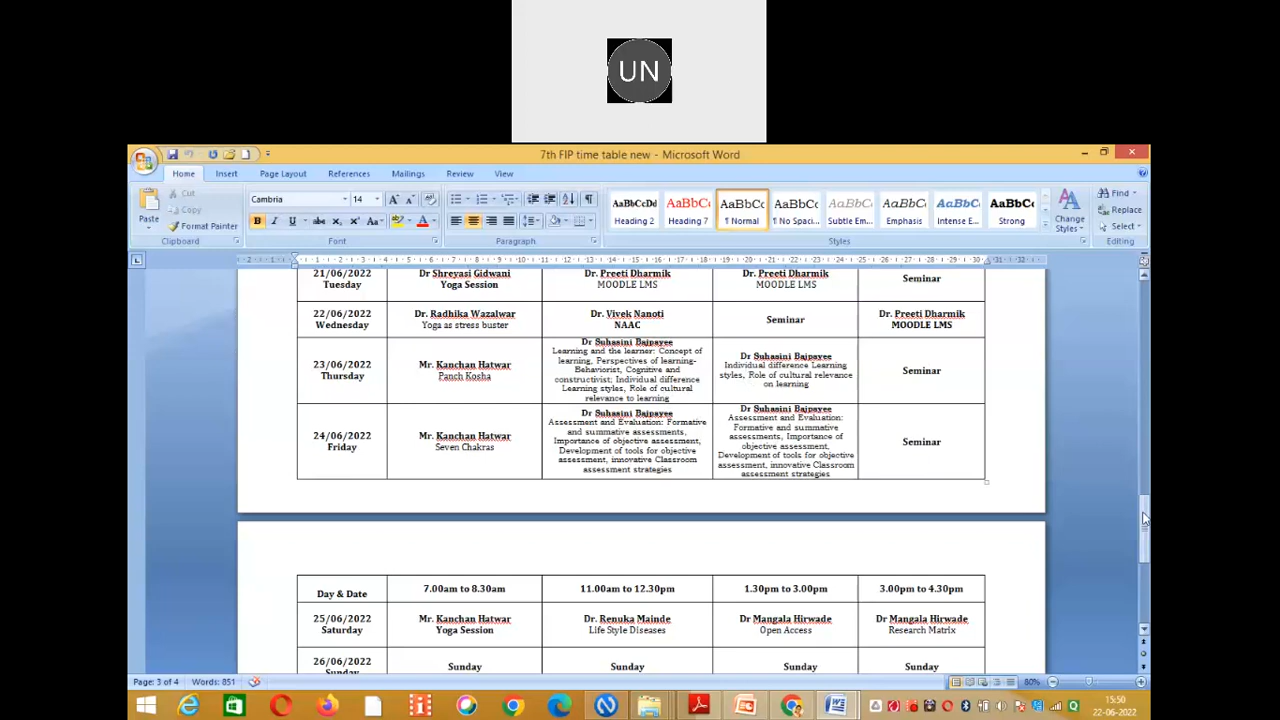 UN
7th FIP time table new - Microsoft Word
Home Insert Page Layout References Mailings Review View
Paste
Cut
Copy
Format Painter
Clipboard
Cambria 14
Font
Paragraph
AaBbCcDd AaBbCc AaBbCc AaBbCc AaBbCc AaBbCc AaBbCc AaBbCc
Heading 2 Heading 7 ¶ Normal ¶ No Spaci... Subtle Em... Emphasis Intense E... Strong
Change
Styles
Styles
Find
Replace
Select
Editing
21/06/2022
Tuesday
Dr Shreyasi Gidwani
Yoga Session
Dr. Preeti Dharmik
MOODLE LMS
Dr. Preeti Dharmik
MOODLE LMS
Seminar
22/06/2022
Wednesday
Dr. Radhika Wazalwar
Yoga as stress buster
Dr. Vivek Nanoti
NAAC
Seminar
Dr. Preeti Dharmik
MOODLE LMS
23/06/2022
Thursday
Mr. Kanchan Hatwar
Panch Kosha
Dr Suhasini Bajpayee
Learning and the learner: Concept of
learning, Perspectives of learning-
Behaviorist, Cognitive and
constructivist; Individual difference
Learning styles, Role of cultural
relevance to learning
Dr Suhasini Bajpayee
Individual difference Learning
styles, Role of cultural relevance
on learning
Seminar
24/06/2022
Friday
Mr. Kanchan Hatwar
Seven Chakras
Dr Suhasini Bajpayee
Assessment and Evaluation: Formative
and summative assessments,
Importance of objective assessment,
Development of tools for objective
assessment, innovative Classroom
assessment strategies
Dr Suhasini Bajpayee
Assessment and Evaluation:
Formative and summative
assessments, Importance of
objective assessment,
Development of tools for objective
assessment, innovative Classroom
assessment strategies
Seminar
Day & Date
7.00am to 8.30am
11.00am to 12.30pm
1.30pm to 3.00pm
3.00pm to 4.30pm
25/06/2022
Saturday
Mr. Kanchan Hatwar
Yoga Session
Dr. Renuka Mainde
Life Style Diseases
Dr Mangala Hirwade
Open Access
Dr Mangala Hirwade
Research Matrix
26/06/2022
Sunday
Sunday
Sunday
Sunday
Sunday
Page: 3 of 4 Words: 851
80%
15:50
22-06-2022